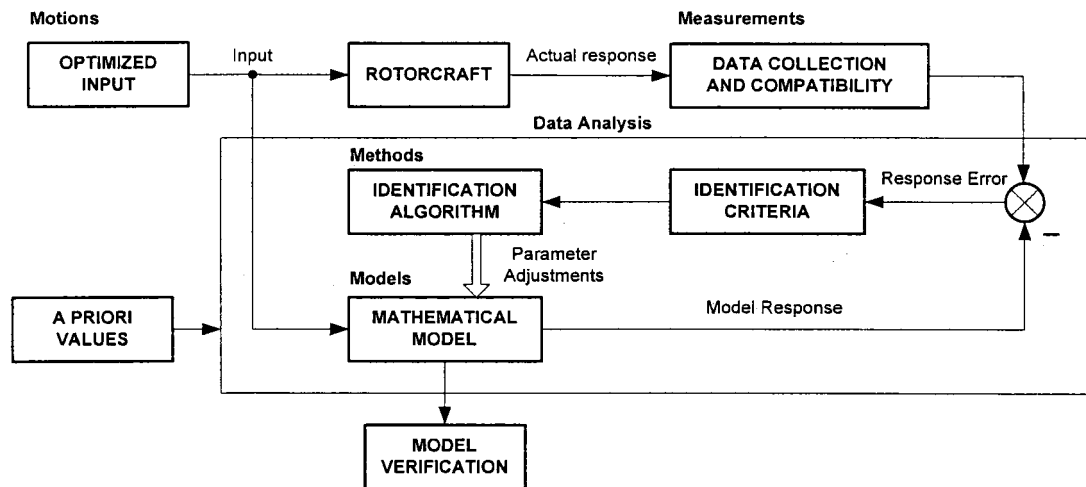 Motions
Measurements
OPTIMIZED
INPUT
Input
ROTORCRAFT
Actual response
DATA COLLECTION
AND COMPATIBILITY
Data Analysis
Methods
IDENTIFICATION
ALGORITHM
IDENTIFICATION
CRITERIA
Response Error
Parameter
Adjustments
Models
A PRIORI
VALUES
MATHEMATICAL
MODEL
Model Response
MODEL
VERIFICATION